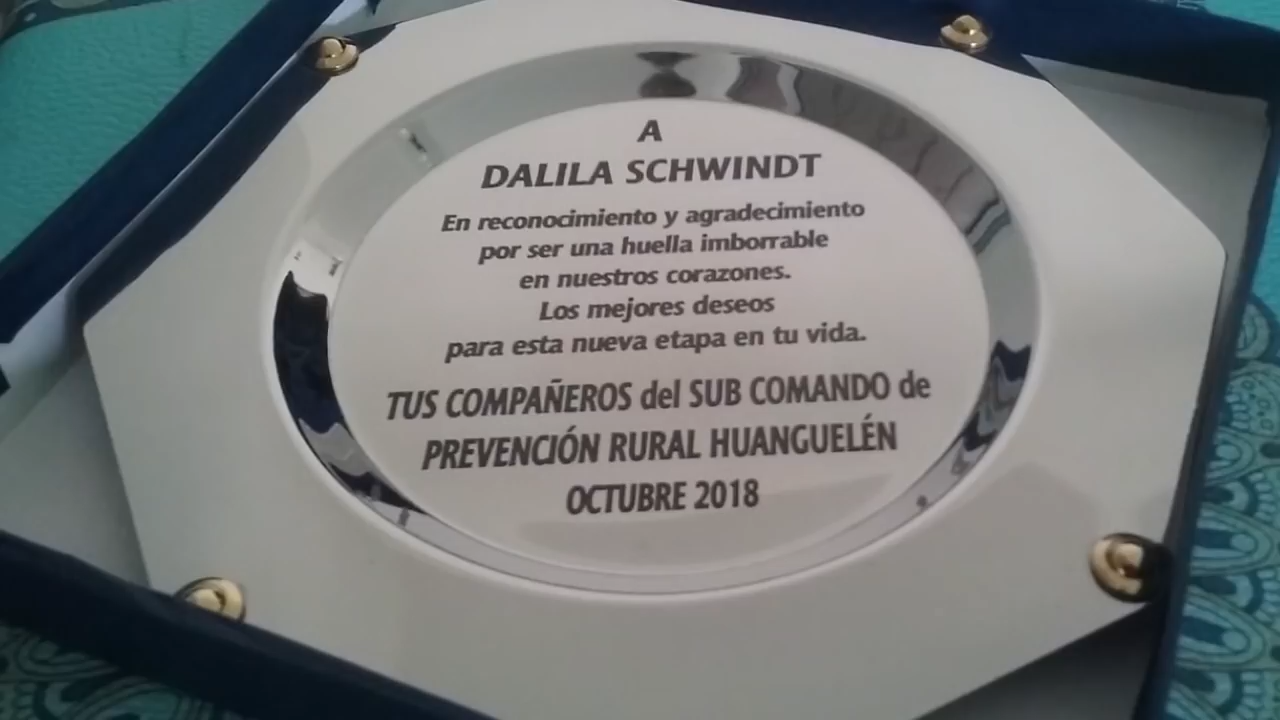 A
DALILA SCHWINDT
En reconocimiento y agradecimiento
por ser una huella imborrable
en nuestros corazones.
Los mejores deseos
para esta nueva etapa en tu vida.
TUS COMPAÑEROS del SUB COMANDO de
PREVENCIÓN RURAL HUANGUELÉN
OCTUBRE 2018